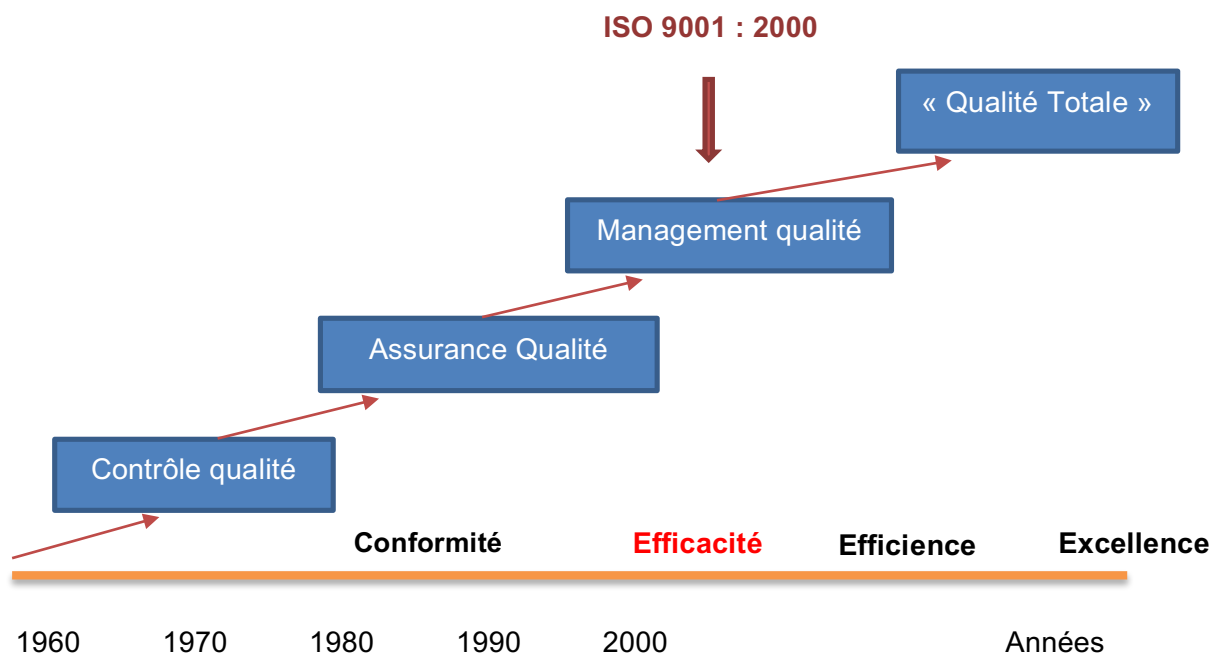 ISO 9001 : 2000
« Qualité Totale »
Management qualité
Assurance Qualité
Contrôle qualité
Conformité Efficacité Efficience Excellence
1960 1970 1980 1990 2000 Années